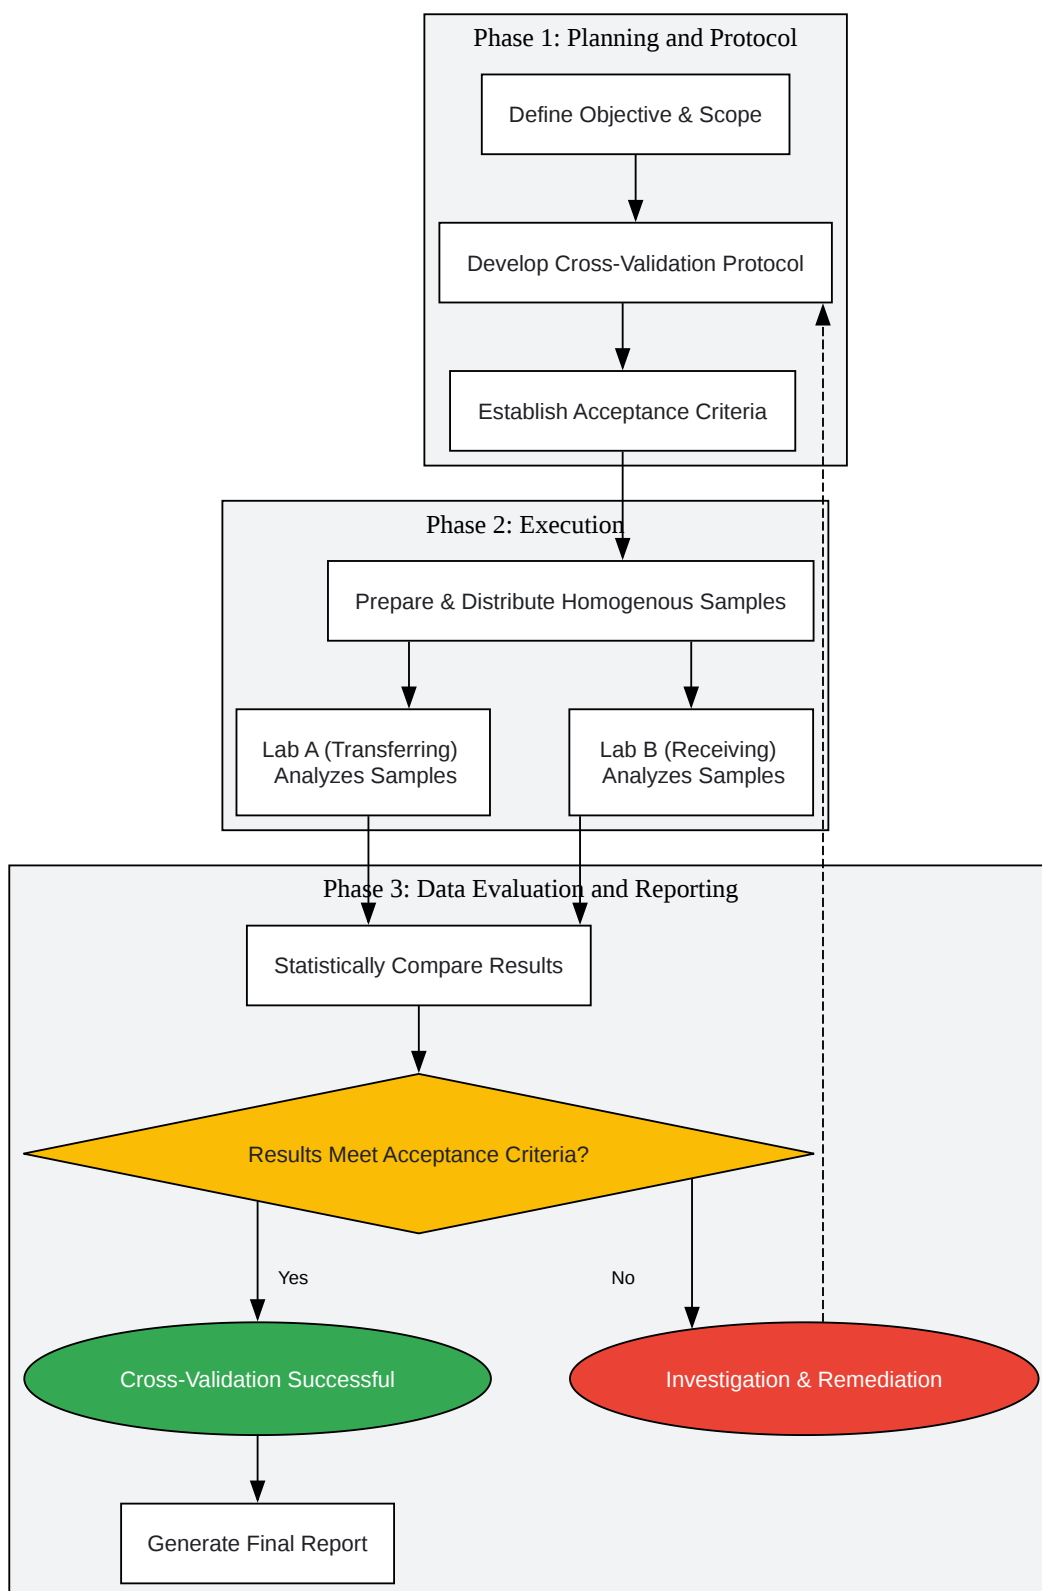 Phase 1: Planning and Protocol
Define Objective & Scope
Develop Cross-Validation Protocol
Establish Acceptance Criteria
Phase 2: Execution
Prepare & Distribute Homogenous Samples
Lab A (Transferring)
Analyzes Samples
Lab B (Receiving)
Analyzes Samples
Phase 3: Data Evaluation and Reporting
Statistically Compare Results
Results Meet Acceptance Criteria?
Yes
No
Cross-Validation Successful
Investigation & Remediation
Generate Final Report